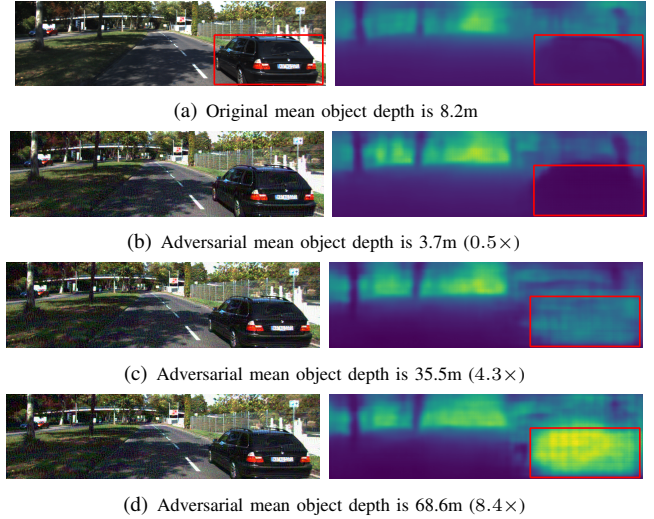 (a) Original mean object depth is 8.2m
(b) Adversarial mean object depth is 3.7m (0.5×)
(c) Adversarial mean object depth is 35.5m (4.3×)
(d) Adversarial mean object depth is 68.6m (8.4×)